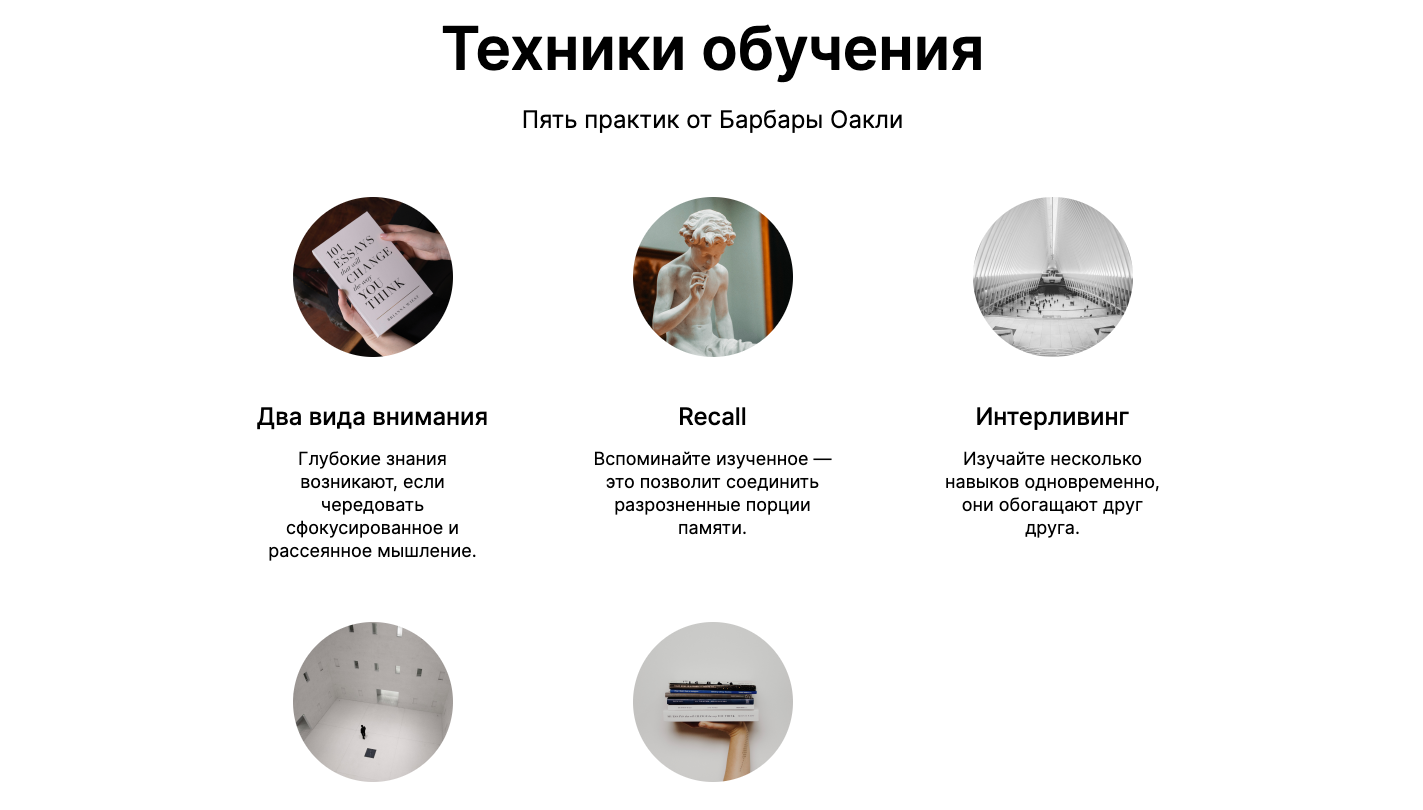 Техники обучения
Пять практик от Барбары Оакли
101
ESSAYS
that will
CHANGE
the way
YOU
THINK
Два вида внимания
Recall
Интерливинг
Глубокие знания
возникают, если
чередовать
сфокусированное и
рассеянное мышление.
Вспоминайте изученное —
это позволит соединить
разрозненные порции
памяти.
Изучайте несколько
навыков одновременно,
они обогащают друг
друга.